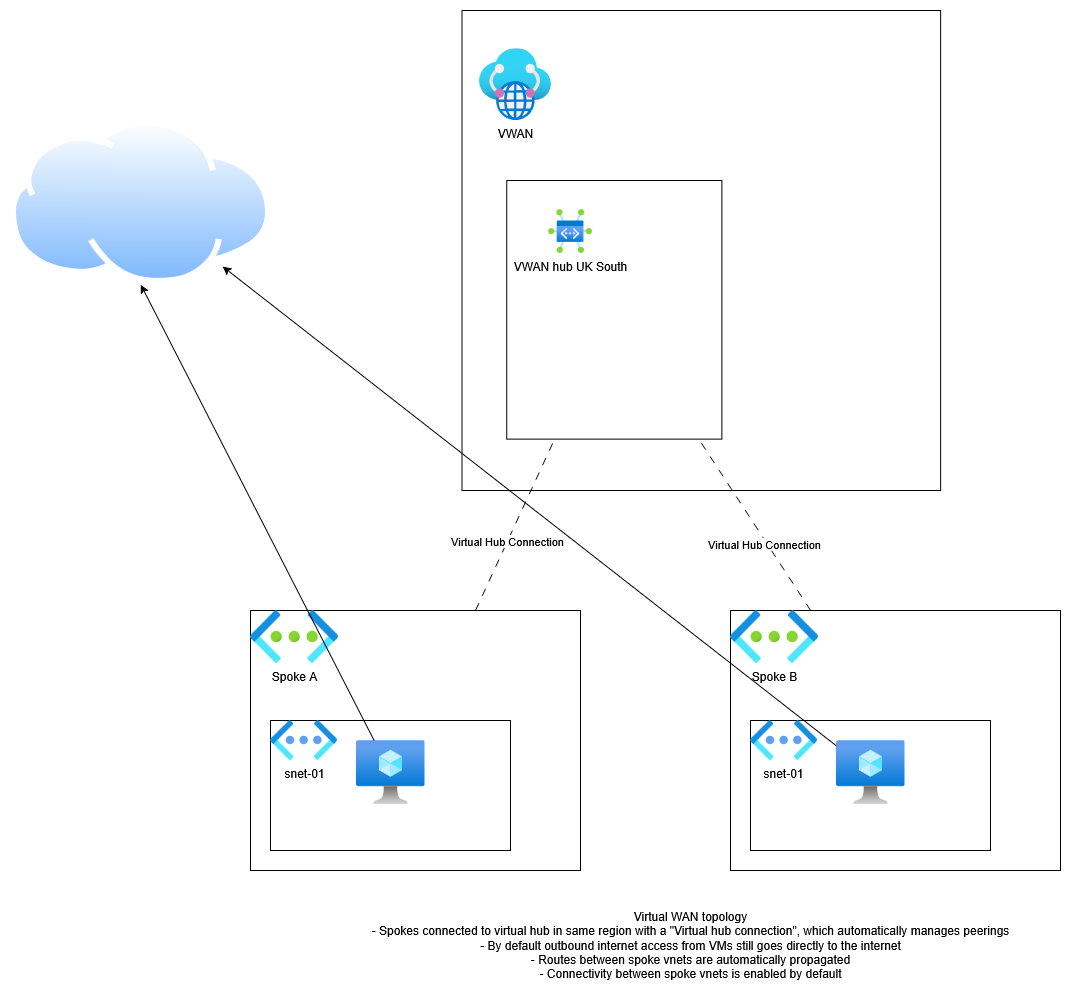 VWAN
VWAN hub UK South
Virtual Hub Connection
Virtual Hub Connection
Spoke A
Spoke B
snet-01
snet-01
Virtual WAN topology
- Spokes connected to virtual hub in same region with a "Virtual hub connection", which automatically manages peerings
- By default outbound internet access from VMs still goes directly to the internet
- Routes between spoke vnets are automatically propagated
- Connectivity between spoke vnets is enabled by default